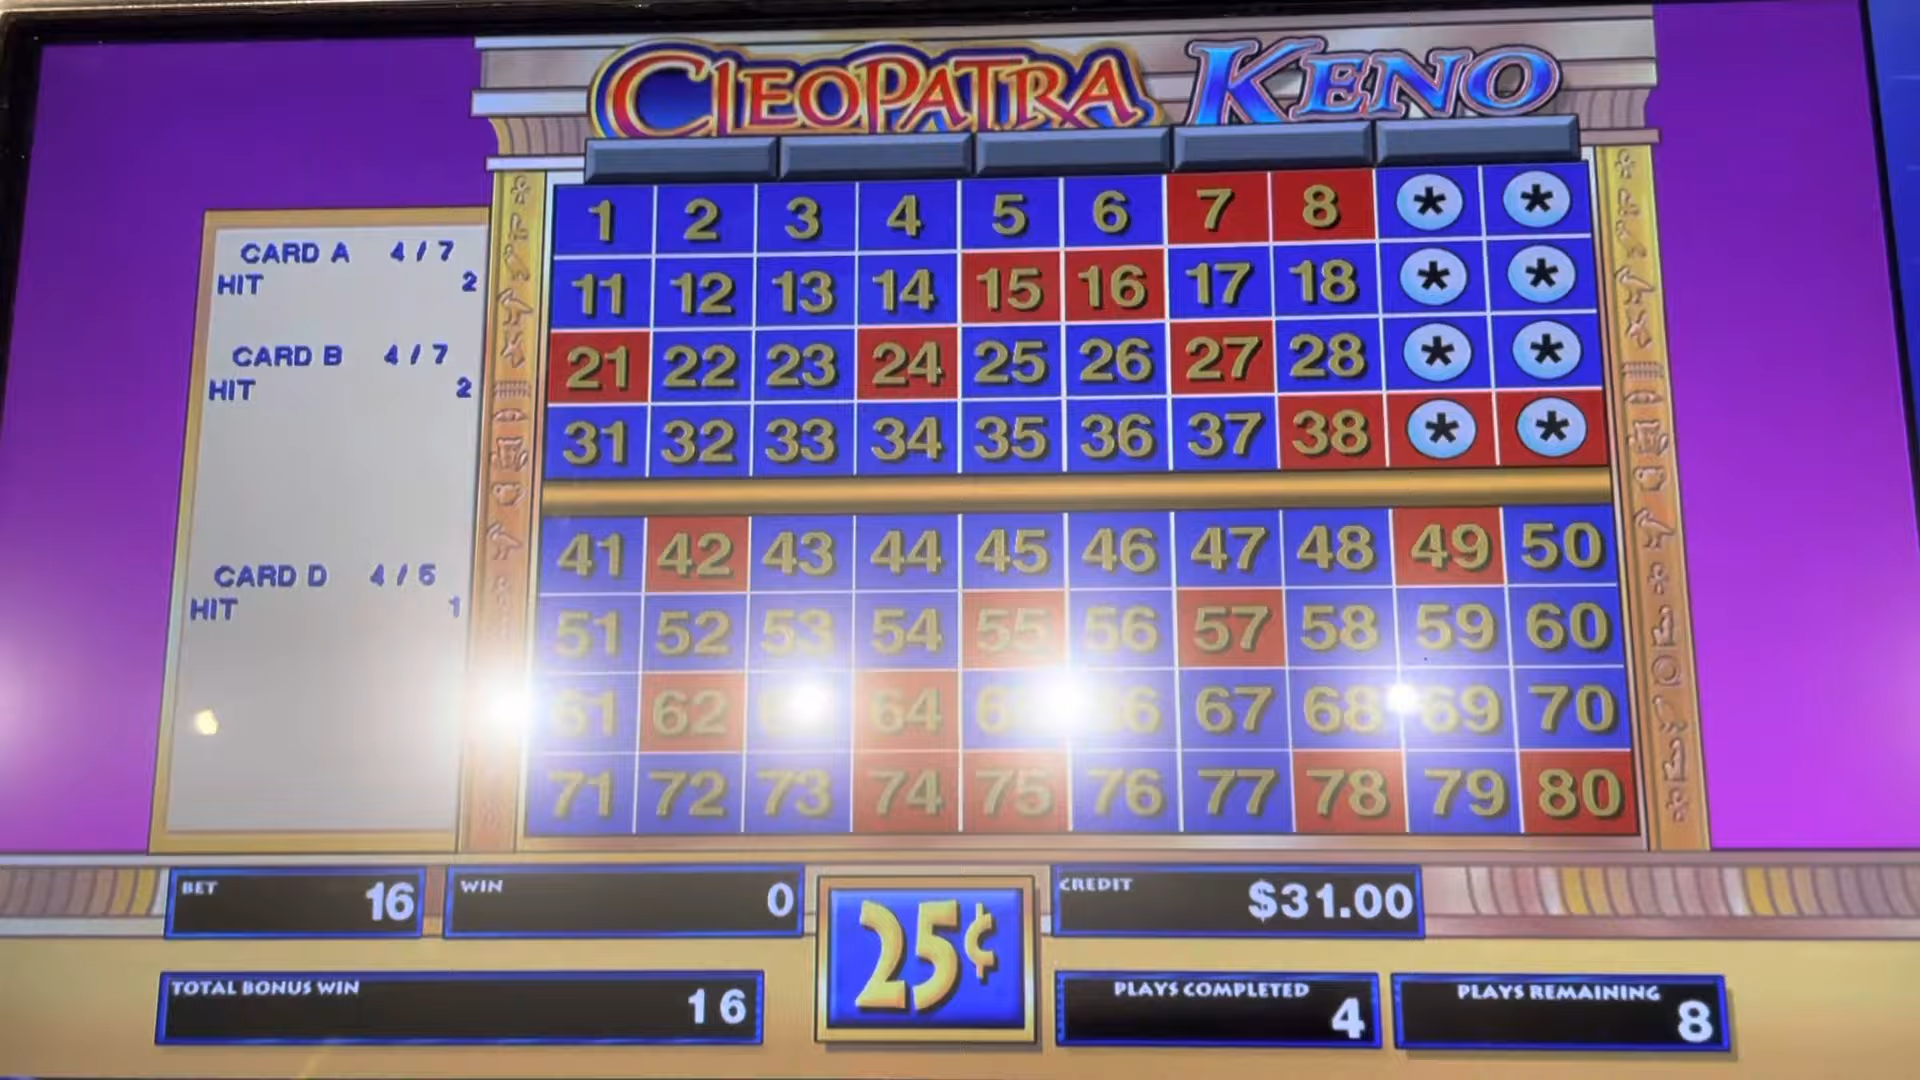 CLEOPATRA KENO
1 2 3 4 5 6 7 8 * *
11 12 13 14 15 16 17 18 * *
21 22 23 24 25 26 27 28 * *
31 32 33 34 35 36 37 38 * *
41 42 43 44 45 46 47 48 49 50
51 52 53 54 55 56 57 58 59 60
61 62 64 67 68 69 70
71 72 73 74 75 76 77 78 79 80
CARD A 4/7
HIT 2
CARD B 4/7
HIT 2
CARD D 4/5
HIT 1
BET 16
WIN 0
25¢
CREDIT $31.00
TOTAL BONUS WIN 16
PLAYS COMPLETED 4
PLAYS REMAINING 8